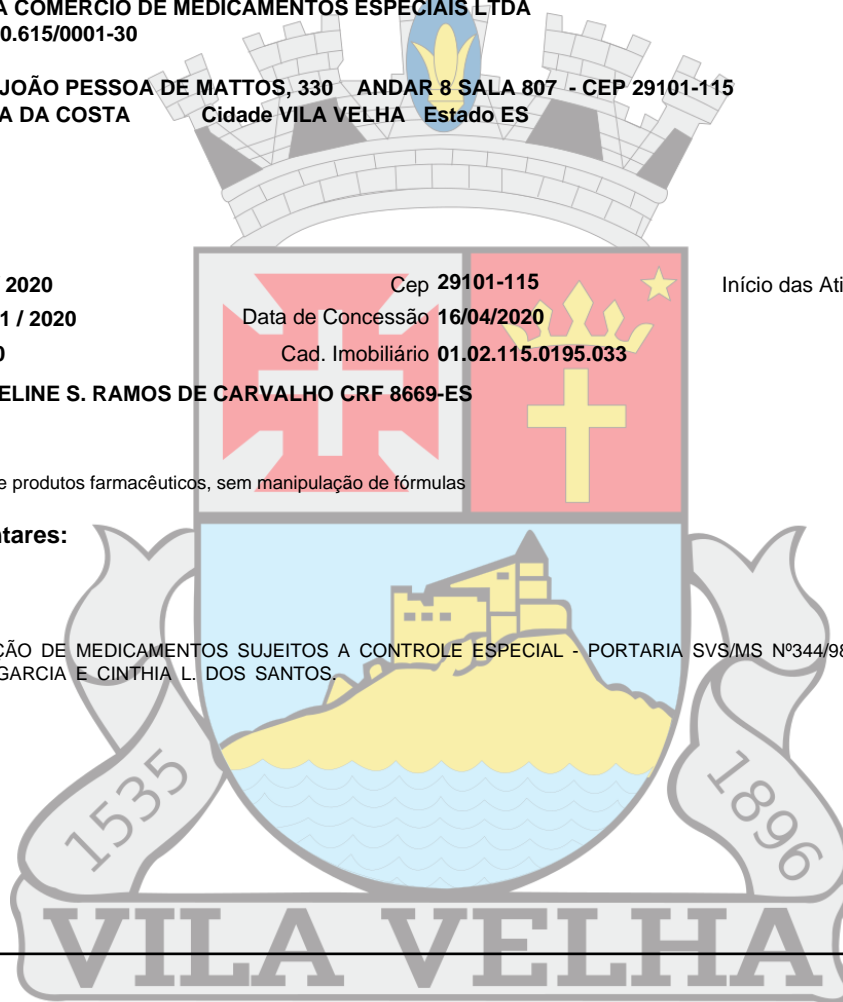 A COMERCIO DE MEDICAMENTOS ESPECIAIS LTDA
0.615/0001-30
JOÃO PESSOA DE MATTOS, 330 ANDAR 8 SALA 807 - CEP 29101-115
A DA COSTA Cidade VILA VELHA Estado ES
2020 Cep 29101-115 Início das Ati
1 / 2020 Data de Concessão 16/04/2020
0 Cad. Imobiliário 01.02.115.0195.033
ELINE S. RAMOS DE CARVALHO CRF 8669-ES
e produtos farmacêuticos, sem manipulação de fórmulas
ntares:
ÇÃO DE MEDICAMENTOS SUJEITOS A CONTROLE ESPECIAL - PORTARIA SVS/MS Nº344/98
GARCIA E CINTHIA L. DOS SANTOS.
1535
1896
VILA VELHA